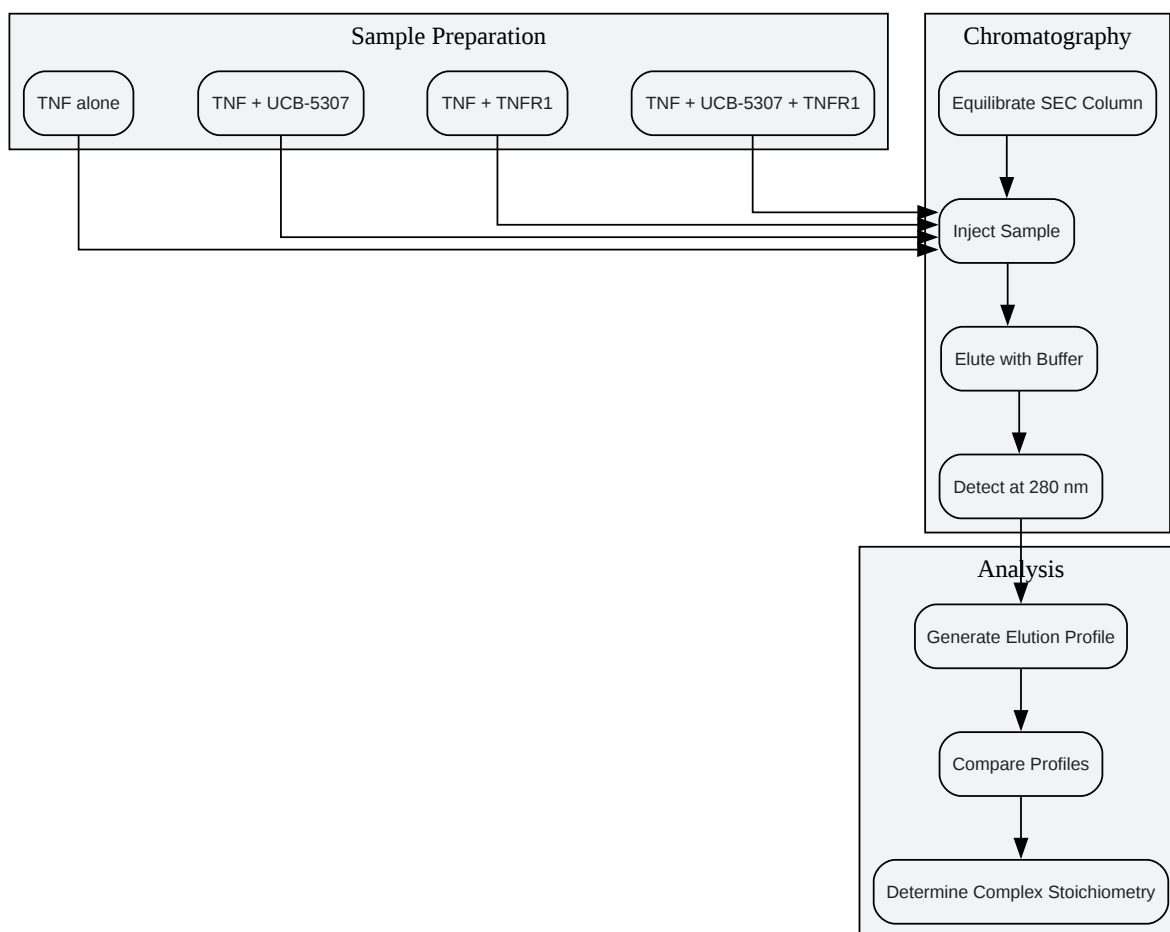 Sample Preparation
TNF alone
TNF + UCB-5307
TNF + TNFR1
TNF + UCB-5307 + TNFR1
Chromatography
Equilibrate SEC Column
Inject Sample
Elute with Buffer
Detect at 280 nm
Analysis
Generate Elution Profile
Compare Profiles
Determine Complex Stoichiometry